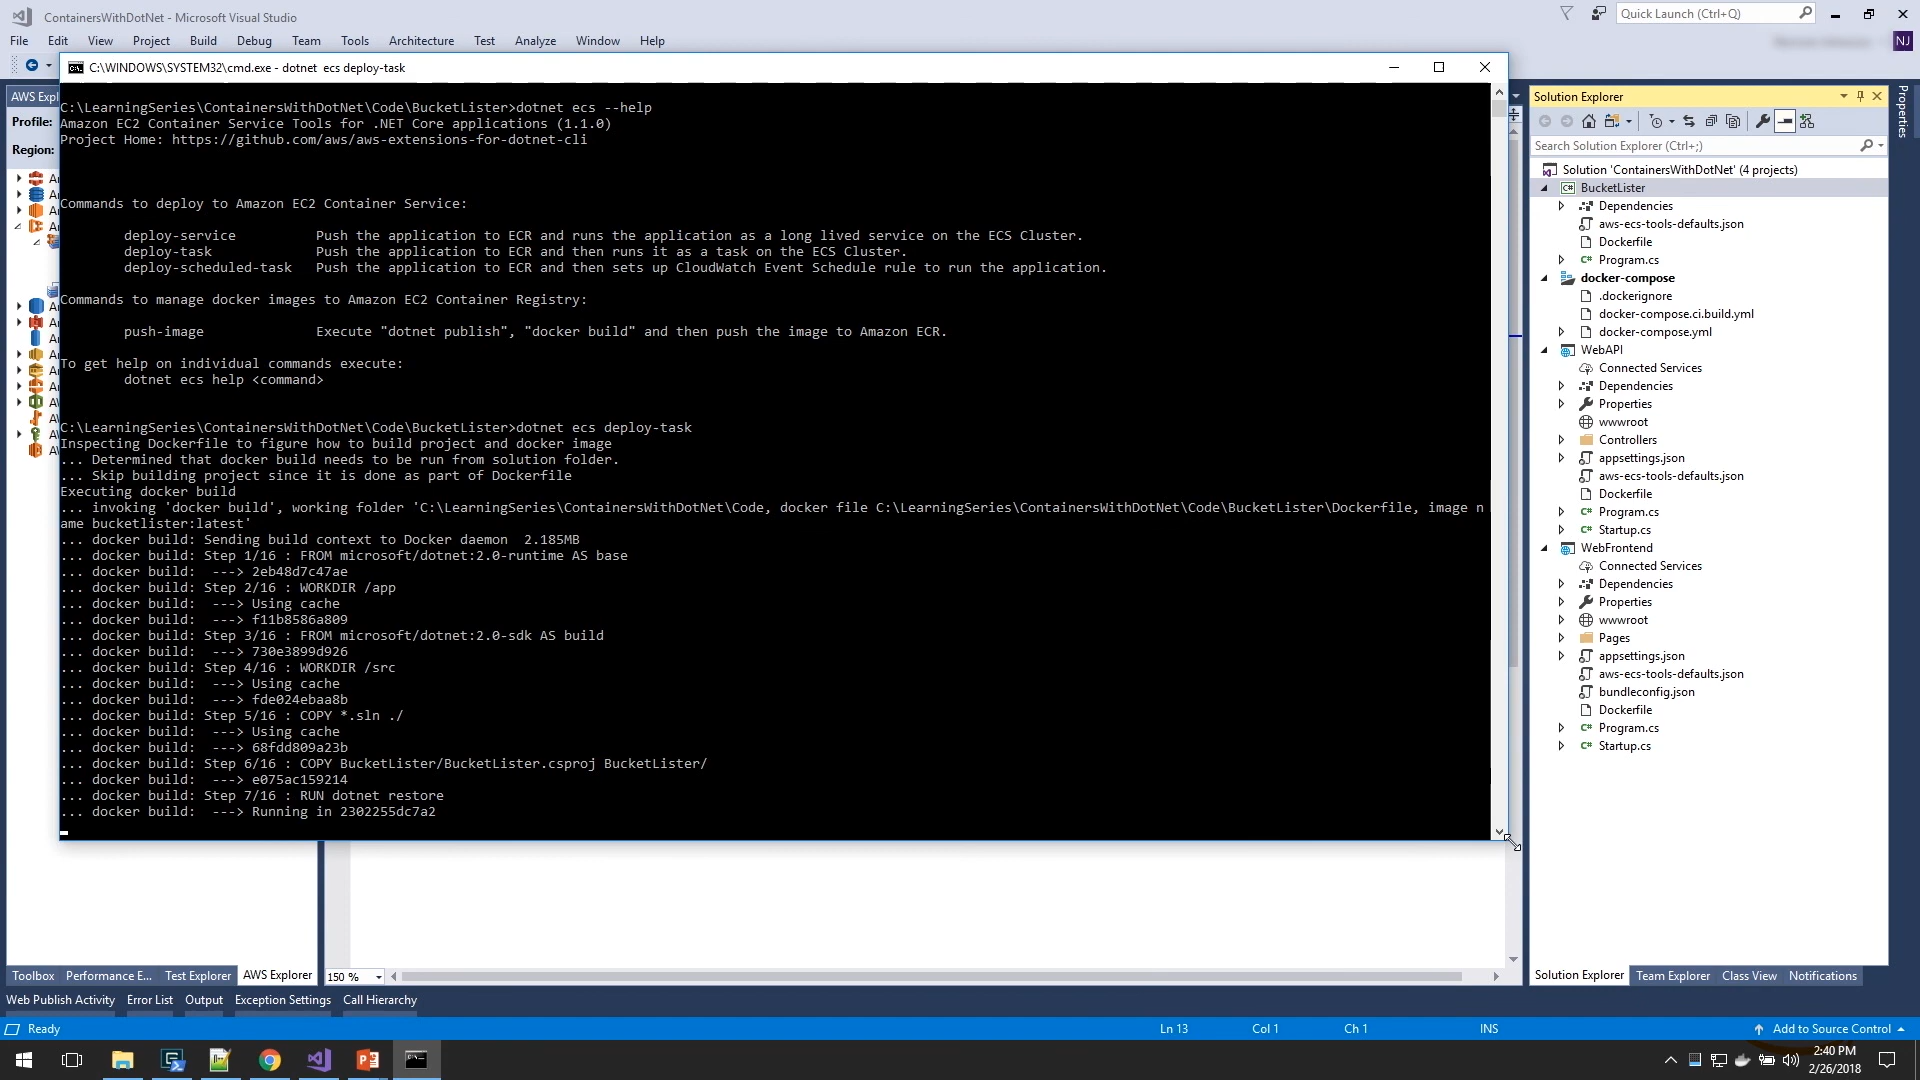 ContainersWithDotNet - Microsoft Visual Studio
Quick Launch (Ctrl+Q)
File Edit View Project Build Debug Team Tools Architecture Test Analyze Window Help
NJ
C:\WINDOWS\SYSTEM32\cmd.exe - dotnet ecs deploy-task
AWS Expl
Profile:
Region:
C:\LearningSeries\ContainersWithDotNet\Code\BucketLister>dotnet ecs --help
Amazon EC2 Container Service Tools for .NET Core applications (1.1.0)
Project Home: https://github.com/aws/aws-extensions-for-dotnet-cli
Commands to deploy to Amazon EC2 Container Service:
deploy-service Push the application to ECR and runs the application as a long lived service on the ECS Cluster.
deploy-task Push the application to ECR and then runs it as a task on the ECS Cluster.
deploy-scheduled-task Push the application to ECR and then sets up CloudWatch Event Schedule rule to run the application.
Commands to manage docker images to Amazon EC2 Container Registry:
push-image Execute "dotnet publish", "docker build" and then push the image to Amazon ECR.
To get help on individual commands execute:
dotnet ecs help <command>
C:\LearningSeries\ContainersWithDotNet\Code\BucketLister>dotnet ecs deploy-task
Inspecting Dockerfile to figure how to build project and docker image
... Determined that docker build needs to be run from solution folder.
... Skip building project since it is done as part of Dockerfile
Executing docker build
... invoking 'docker build', working folder 'C:\LearningSeries\ContainersWithDotNet\Code, docker file C:\LearningSeries\ContainersWithDotNet\Code\BucketLister\Dockerfile, image n
ame bucketlister:latest'
... docker build: Sending build context to Docker daemon 2.185MB
... docker build: Step 1/16 : FROM microsoft/dotnet:2.0-runtime AS base
... docker build: ---> 2eb48d7c47ae
... docker build: Step 2/16 : WORKDIR /app
... docker build: ---> Using cache
... docker build: ---> f11b8586a809
... docker build: Step 3/16 : FROM microsoft/dotnet:2.0-sdk AS build
... docker build: ---> 730e3899d926
... docker build: Step 4/16 : WORKDIR /src
... docker build: ---> Using cache
... docker build: ---> fde024ebaa8b
... docker build: Step 5/16 : COPY *.sln ./
... docker build: ---> Using cache
... docker build: ---> 68fdd809a23b
... docker build: Step 6/16 : COPY BucketLister/BucketLister.csproj BucketLister/
... docker build: ---> e075ac159214
... docker build: Step 7/16 : RUN dotnet restore
... docker build: ---> Running in 2302255dc7a2
Solution Explorer
Search Solution Explorer (Ctrl+;)
Solution 'ContainersWithDotNet' (4 projects)
BucketLister
Dependencies
aws-ecs-tools-defaults.json
Dockerfile
Program.cs
docker-compose
.dockerignore
docker-compose.ci.build.yml
docker-compose.yml
WebAPI
Connected Services
Dependencies
Properties
wwwroot
Controllers
appsettings.json
aws-ecs-tools-defaults.json
Dockerfile
Program.cs
Startup.cs
WebFrontend
Connected Services
Dependencies
Properties
wwwroot
Pages
appsettings.json
aws-ecs-tools-defaults.json
bundleconfig.json
Dockerfile
Program.cs
Startup.cs
Properties
Toolbox Performance E... Test Explorer AWS Explorer
150 %
Solution Explorer Team Explorer Class View Notifications
Web Publish Activity Error List Output Exception Settings Call Hierarchy
Ready Ln 13 Col 1 Ch 1 INS Add to Source Control
2:40 PM
2/26/2018